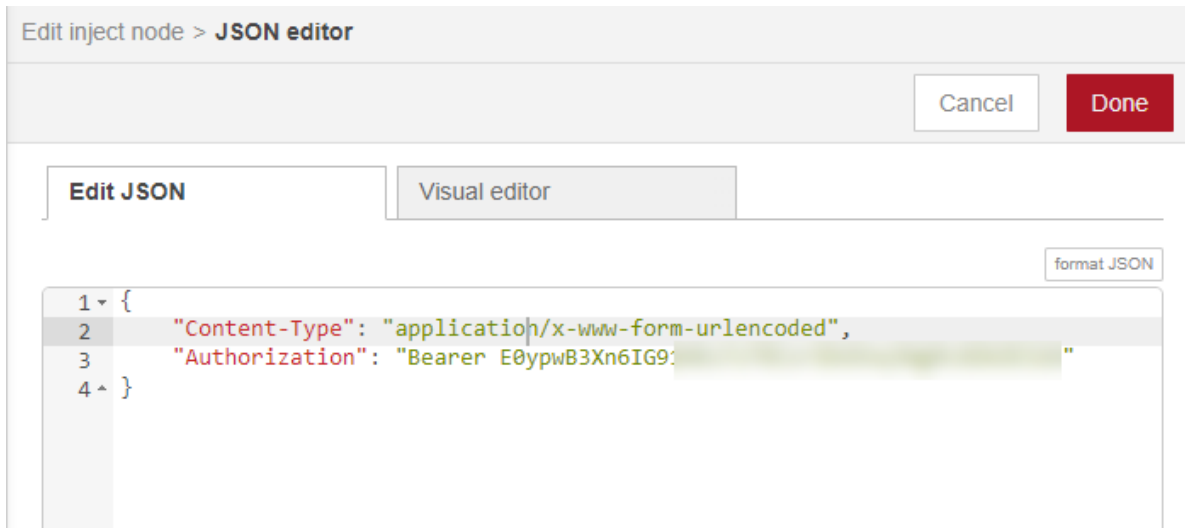 Edit inject node > JSON editor
Cancel Done
Edit JSON Visual editor
format JSON
1 {
2 "Content-Type": "application/x-www-form-urlencoded",
3 "Authorization": "Bearer E0ypwB3Xn6IG9 "
4 }